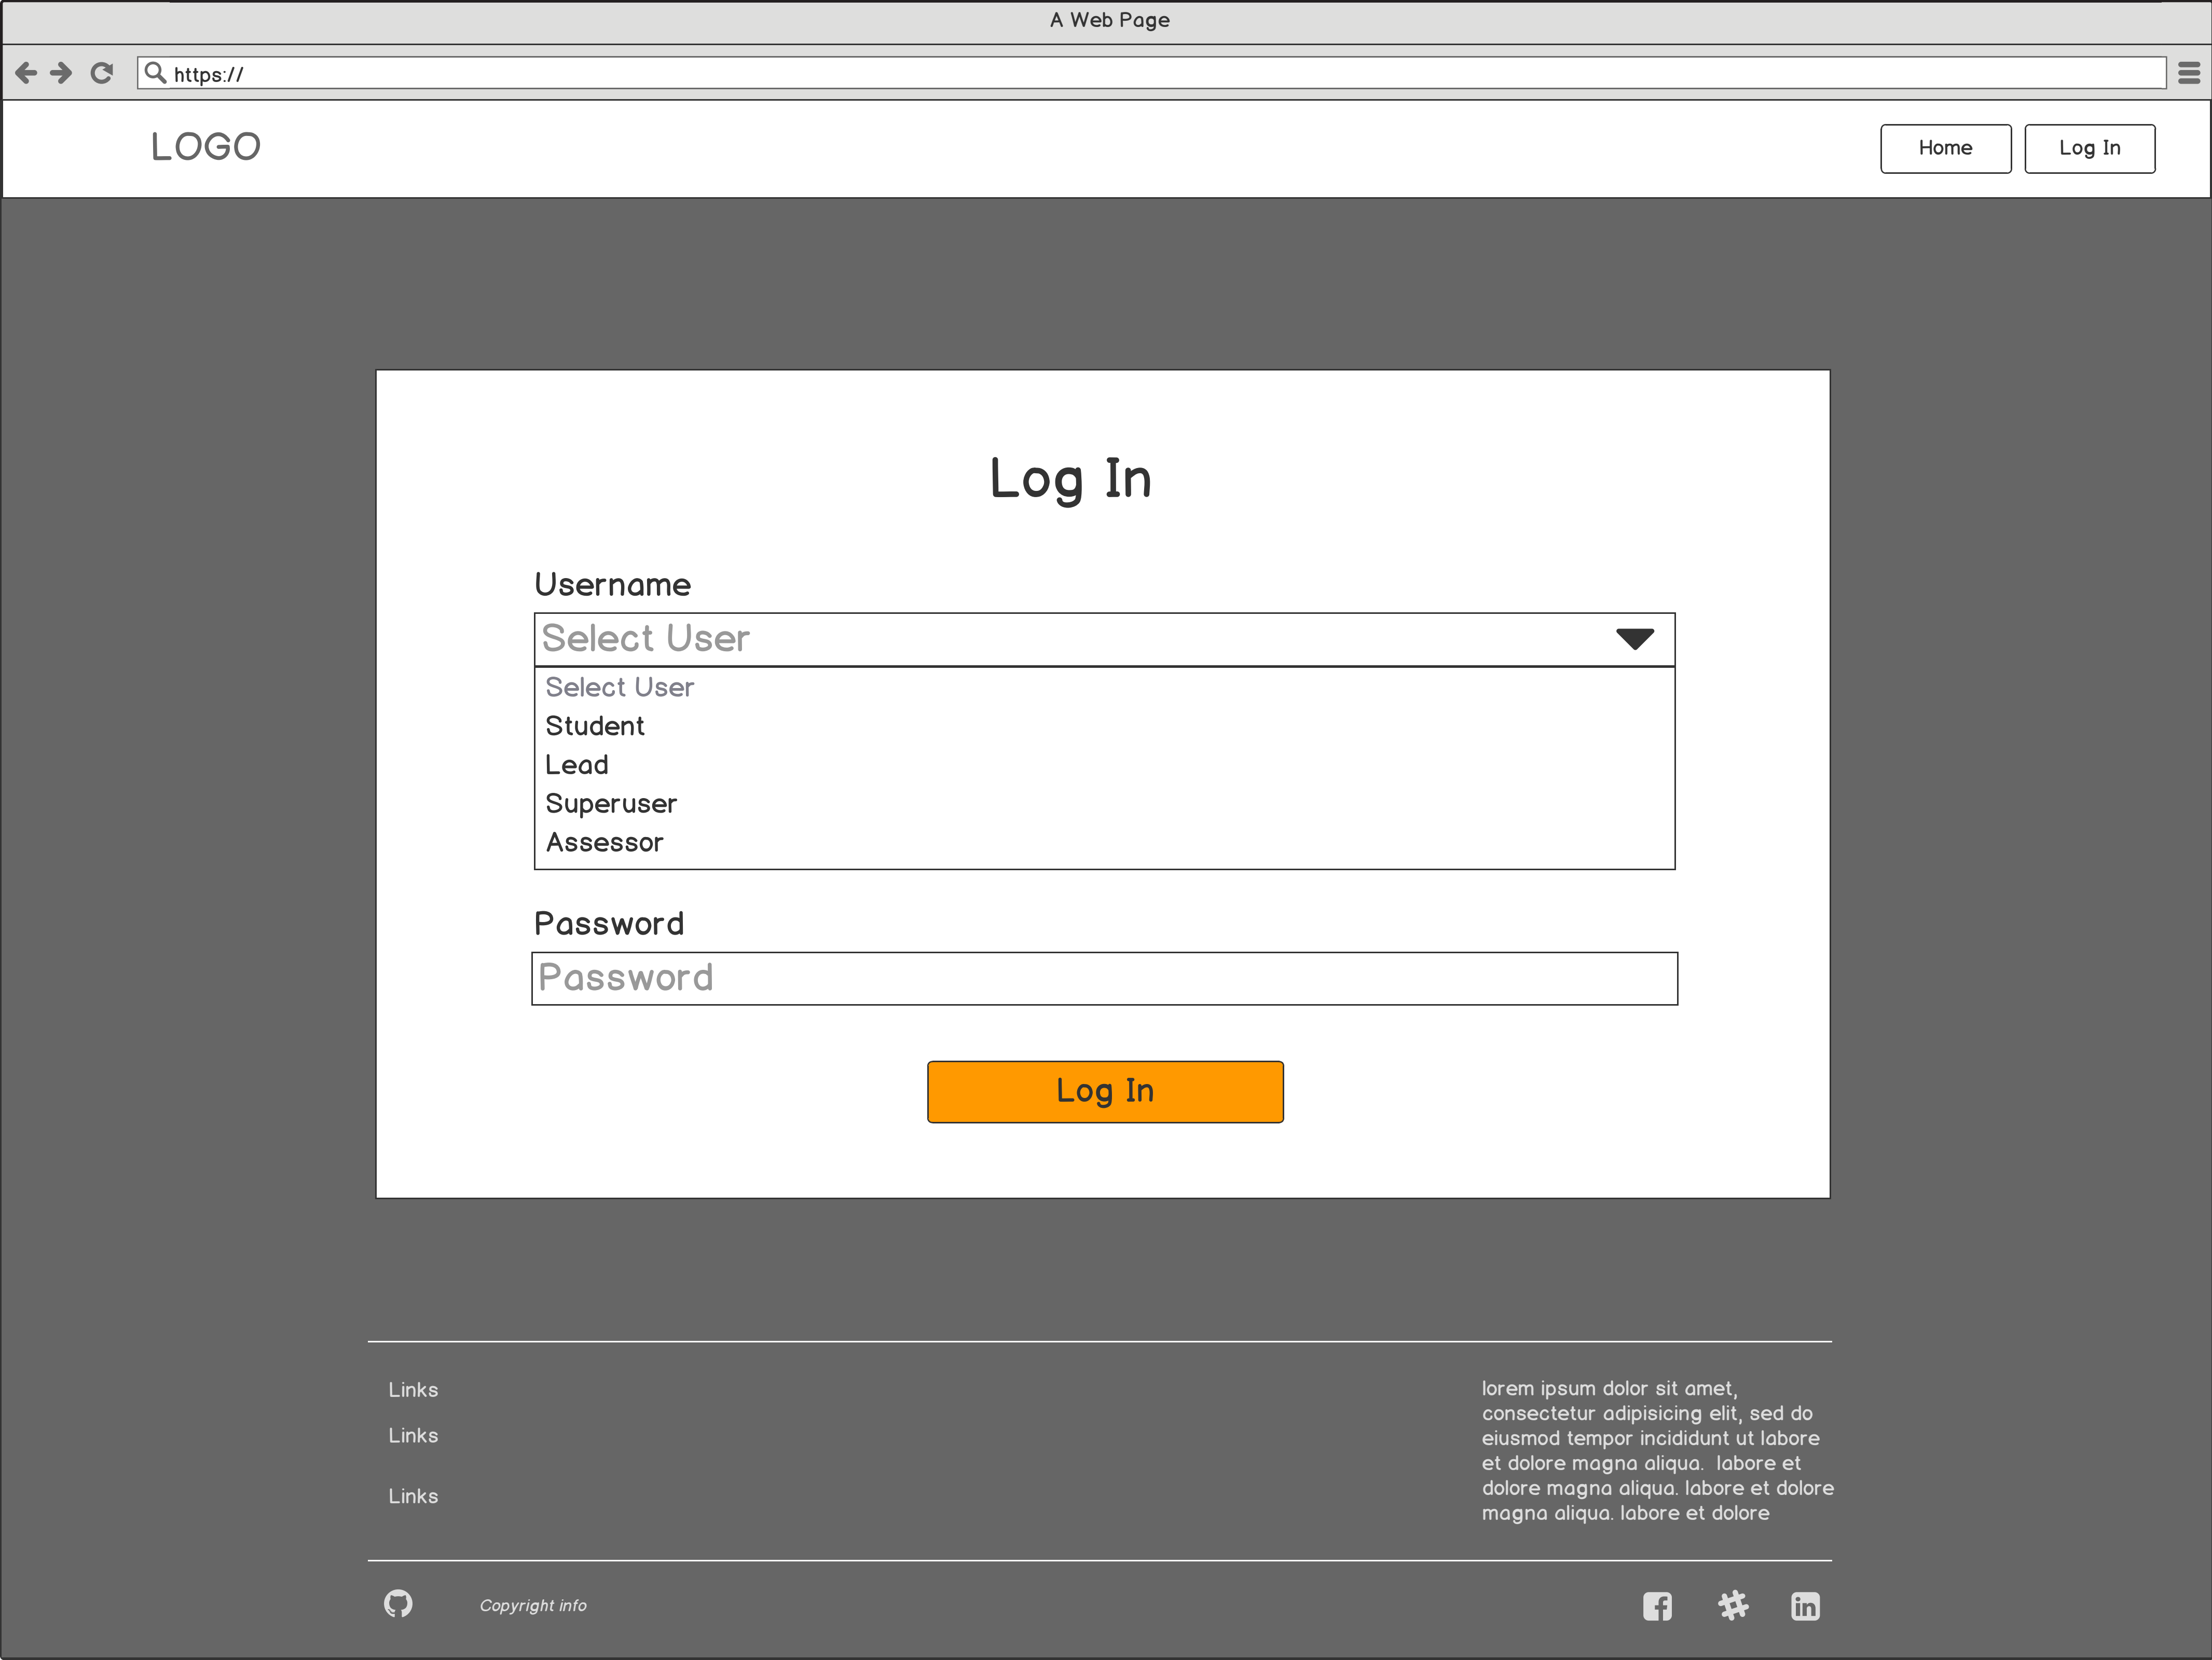 A Web Page
https://
LOGO
Home
Log In
Log In
Username
Select User
Select User
Student
Lead
Superuser
Assessor
Password
Password
Log In
Links
Links
Links
lorem ipsum dolor sit amet,
consectetur adipisicing elit, sed do
eiusmod tempor incididunt ut labore
et dolore magna aliqua.  labore et
dolore magna aliqua. labore et dolore
magna aliqua. labore et dolore
Copyright info